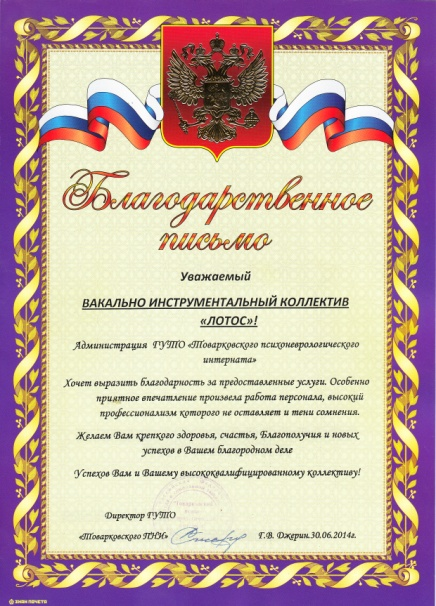 Благодарственное
письмо
Уважаемый
ВАКАЛЬНО ИНСТРУМЕНТАЛЬНЫЙ КОЛЛЕКТИВ
«ЛОТОС»!
Администрация ГУТО «Товарковского психоневрологического
интерната»
Хочет выразить благодарность за предоставленные услуги. Особенно
приятное впечатление произвела работа персонала, высокий
профессионализм которого не оставляет и тени сомнения.
Желаем Вам крепкого здоровья, счастья, Благополучия и новых
успехов в Вашем благородном деле
Успехов Вам и Вашему высококвалифицированному коллективу!
Директор ГУТО
«Товарковского ПНИ» Г.В. Джерин.30.06.2014г.
ЗНАК ПОЧЕТА